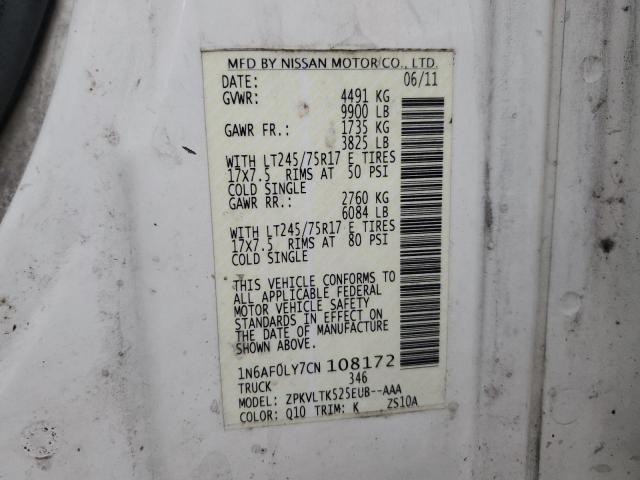 MFD BY NISSAN MOTOR CO., LTD.
DATE: 06/11
GVWR: 4491 KG
9900 LB
GAWR FR.: 1735 KG
3825 LB
WITH LT245/75R17 E TIRES
17X7.5 RIMS AT 50 PSI
COLD SINGLE
GAWR RR.: 2760 KG
6084 LB
WITH LT245/75R17 E TIRES
17X7.5 RIMS AT 80 PSI
COLD SINGLE
THIS VEHICLE CONFORMS TO
ALL APPLICABLE FEDERAL
MOTOR VEHICLE SAFETY
STANDARDS IN EFFECT ON
THE DATE OF MANUFACTURE
SHOWN ABOVE.
1N6AF0LY7CN 108172
TRUCK 346
MODEL: ZPKVLTK525EUB--AAA
COLOR: Q10 TRIM: K ZS10A